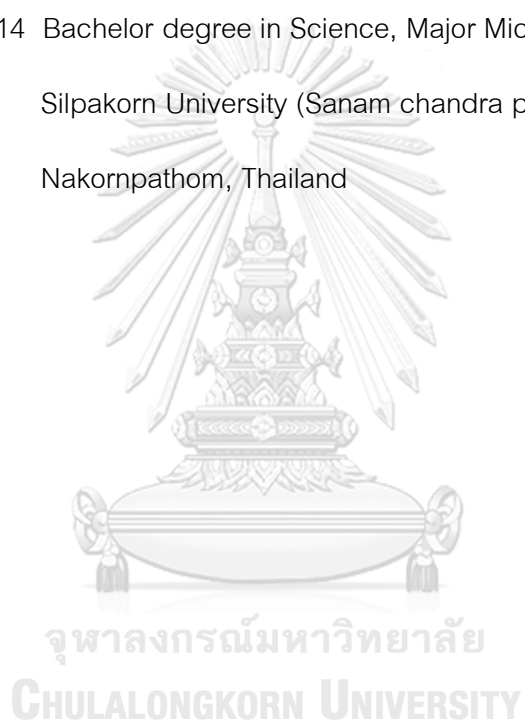 14 Bachelor degree in Science, Major
Silpakorn University (Sanam chandra
Nakornpathom, Thailand
จุฬาลงกรณ์มหาวิทยาลัย
CHULALONGKORN UNIVERSITY